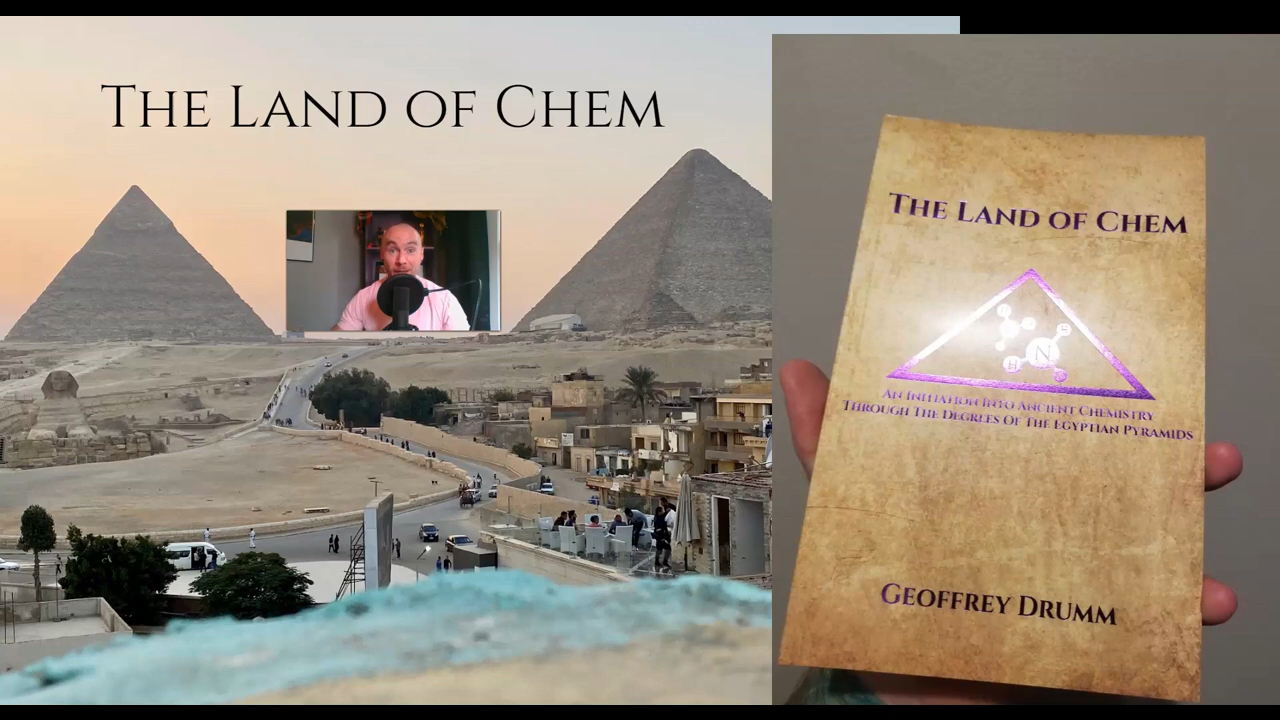 THE LAND OF CHEM
THE LAND OF CHEM
N
H
AN INITIATION INTO ANCIENT CHEMISTRY
THROUGH THE DEGREES OF THE EGYPTIAN PYRAMIDS
GEOFFREY DRUMM